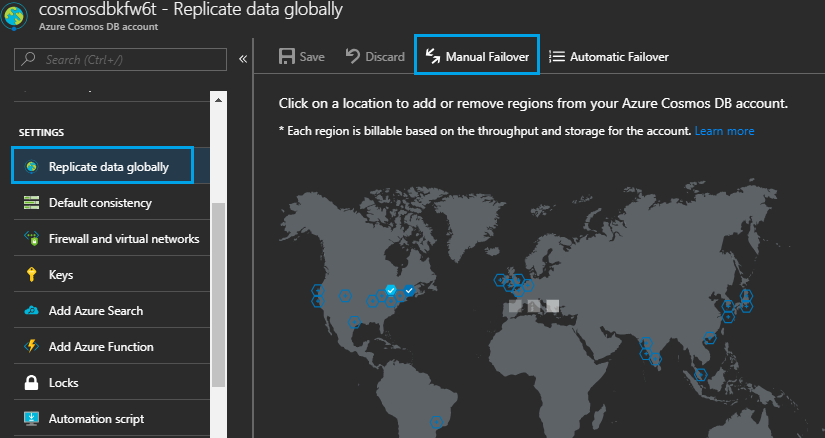 cosmosdbkfw6t - Replicate data globally
Azure Cosmos DB account
Search (Ctrl+/)
«
Save
Discard
Manual Failover
Automatic Failover
Click on a location to add or remove regions from your Azure Cosmos DB account.
* Each region is billable based on the throughput and storage for the account. Learn more
SETTINGS
Replicate data globally
Default consistency
Firewall and virtual networks
Keys
Add Azure Search
Add Azure Function
Locks
Automation script